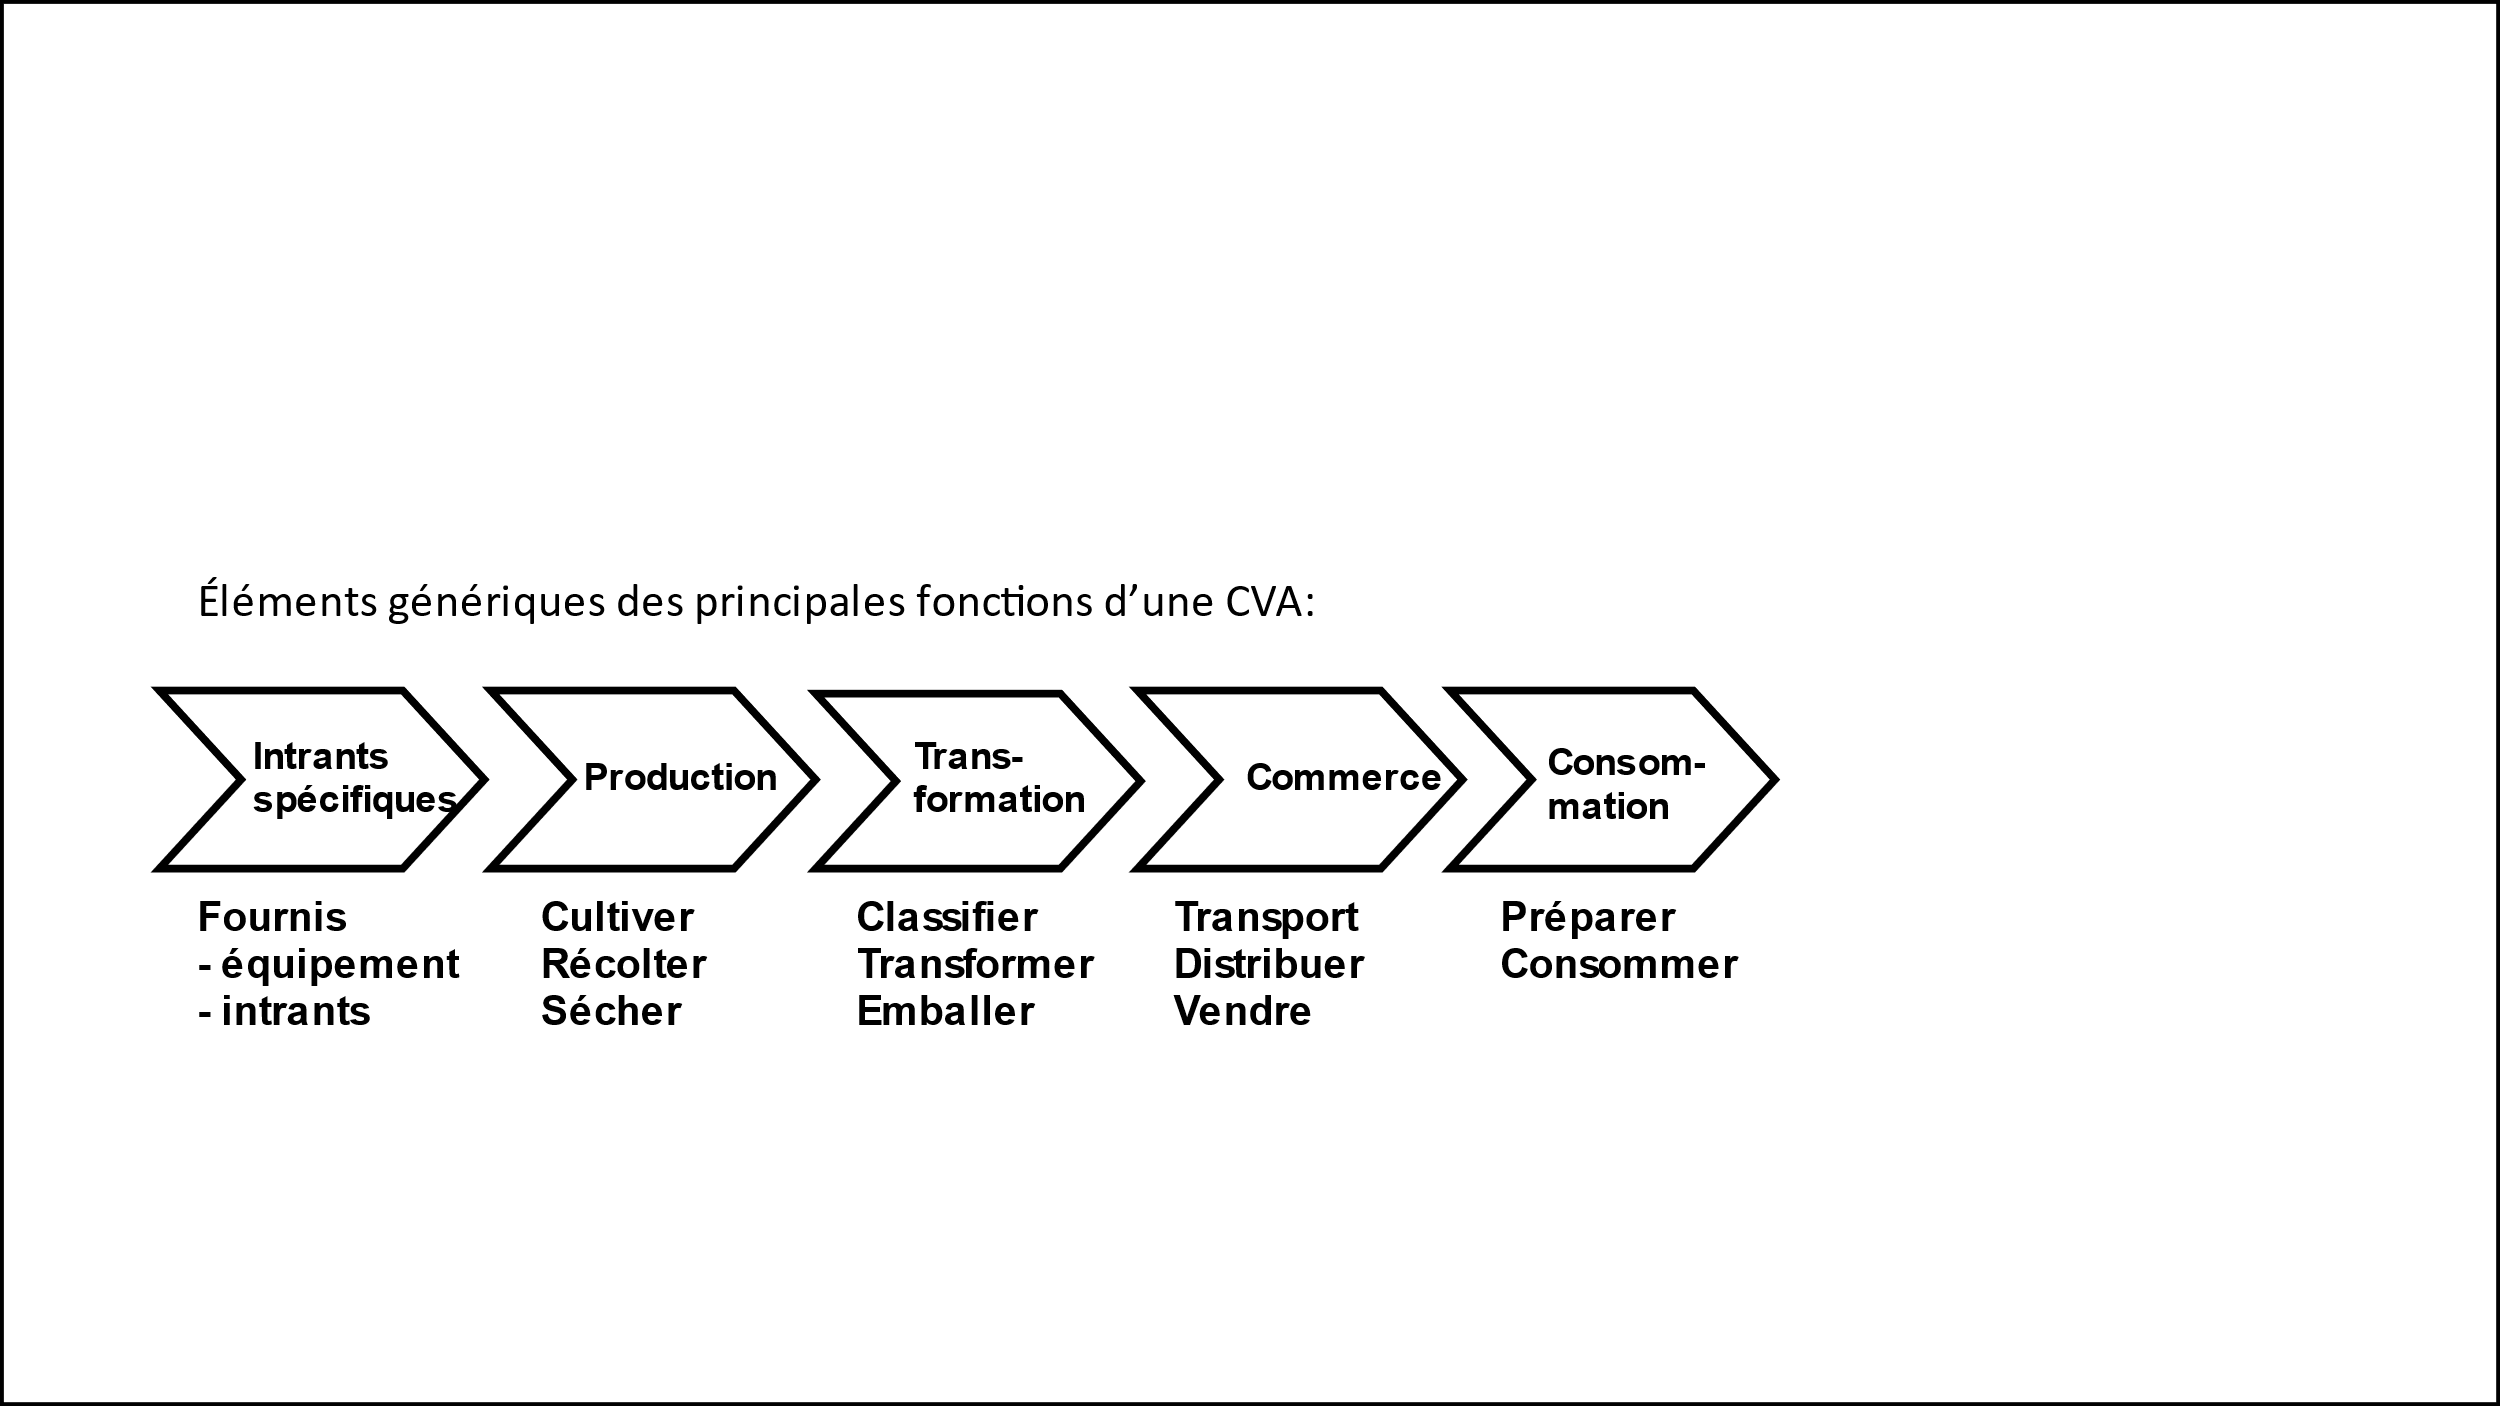 Éléments génériques des principales fonctions d’une CVA:
Intrants
spécifiques
Production
Trans-
formation
Commerce
Consom-
mation
Fournis
- équipement
- intrants
Cultiver
Récolter
Sécher
Classifier
Transformer
Emballer
Transport
Distribuer
Vendre
Préparer
Consommer